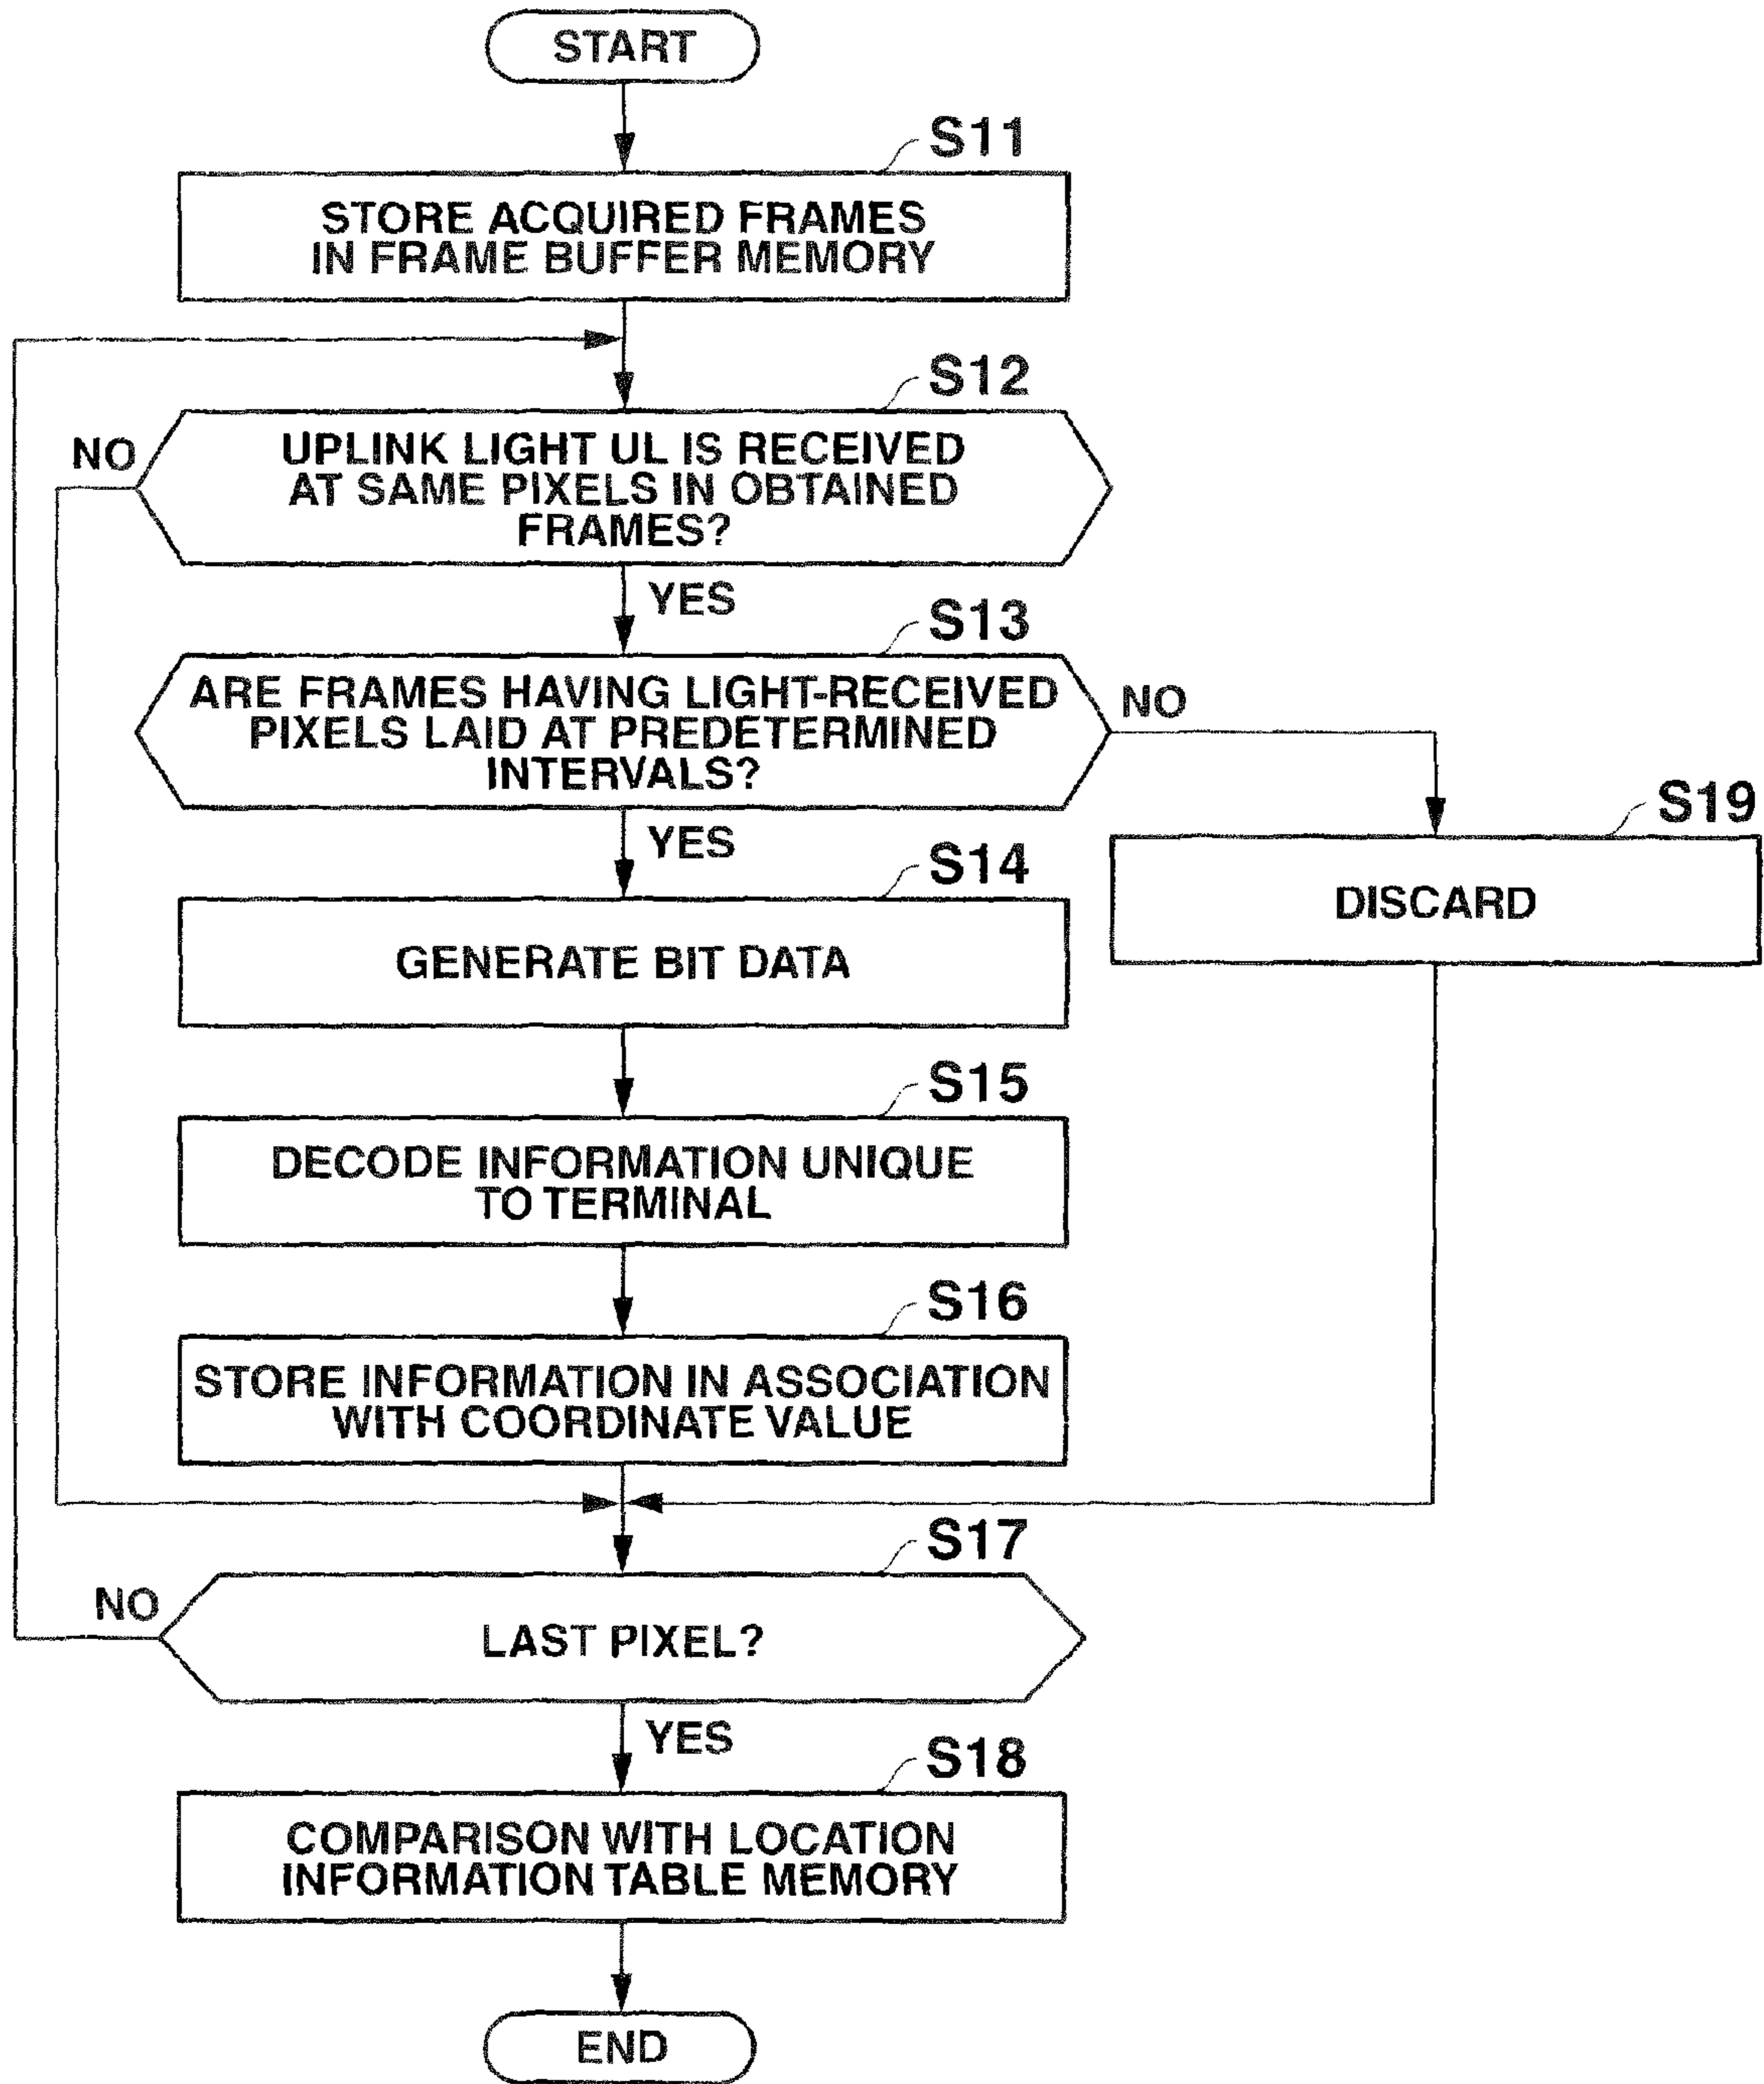 START
S11
STORE ACQUIRED FRAMES
IN FRAME BUFFER MEMORY
S12
NO
UPLINK LIGHT UL IS RECEIVED
AT SAME PIXELS IN OBTAINED
FRAMES?
YES
S13
ARE FRAMES HAVING LIGHT-RECEIVED
PIXELS LAID AT PREDETERMINED
INTERVALS?
NO
YES
S19
DISCARD
S14
GENERATE BIT DATA
S15
DECODE INFORMATION UNIQUE
TO TERMINAL
S16
STORE INFORMATION IN ASSOCIATION
WITH COORDINATE VALUE
S17
NO
LAST PIXEL?
YES
S18
COMPARISON WITH LOCATION
INFORMATION TABLE MEMORY
END